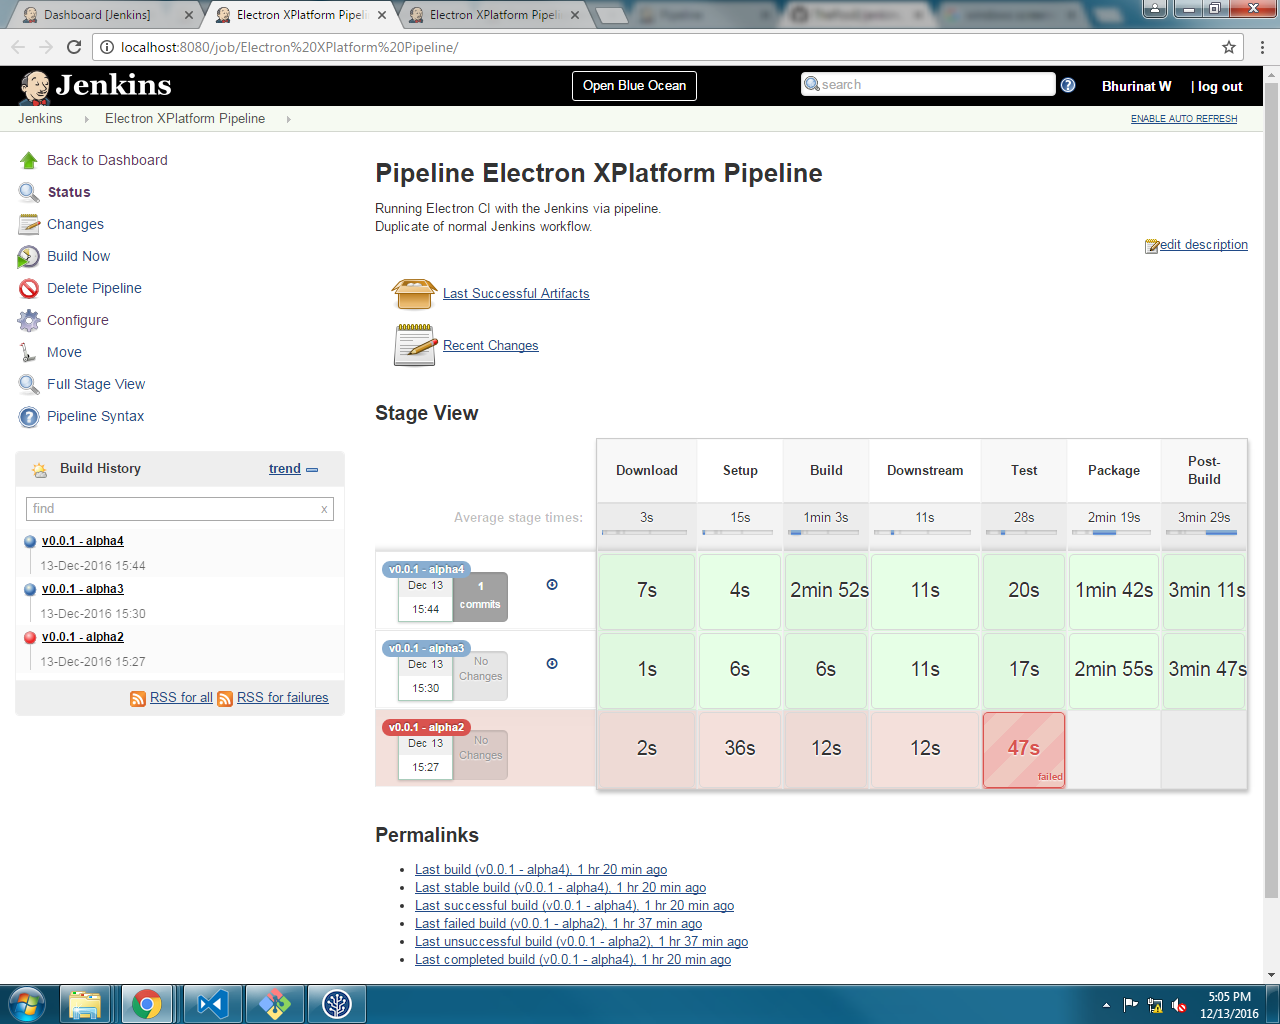 Dashboard [Jenkins]
Electron XPlatform Pipeli
Electron XPlatform Pipeli
localhost:8080/job/Electron%20XPlatform%20Pipeline/
Jenkins
Open Blue Ocean
search
Bhurinat W
| log out
Jenkins
Electron XPlatform Pipeline
ENABLE AUTO REFRESH
Back to Dashboard
Status
Changes
Build Now
Delete Pipeline
Configure
Move
Full Stage View
Pipeline Syntax
Build History
trend
find
x
v0.0.1 - alpha4
13-Dec-2016 15:44
v0.0.1 - alpha3
13-Dec-2016 15:30
v0.0.1 - alpha2
13-Dec-2016 15:27
RSS for all
RSS for failures
Pipeline Electron XPlatform Pipeline
Running Electron CI with the Jenkins via pipeline.
Duplicate of normal Jenkins workflow.
edit description
Last Successful Artifacts
Recent Changes
Stage View
Download Setup Build Downstream Test Package Post-Build
Average stage times: 3s 15s 1min 3s 11s 28s 2min 19s 3min 29s
v0.0.1 - alpha4
Dec 13
15:44
1
commits
7s 4s 2min 52s 11s 20s 1min 42s 3min 11s
v0.0.1 - alpha3
Dec 13
15:30
No
Changes
1s 6s 6s 11s 17s 2min 55s 3min 47s
v0.0.1 - alpha2
Dec 13
15:27
No
Changes
2s 36s 12s 12s 47s
failed
Permalinks
Last build (v0.0.1 - alpha4), 1 hr 20 min ago
Last stable build (v0.0.1 - alpha4), 1 hr 20 min ago
Last successful build (v0.0.1 - alpha4), 1 hr 20 min ago
Last failed build (v0.0.1 - alpha2), 1 hr 37 min ago
Last unsuccessful build (v0.0.1 - alpha2), 1 hr 37 min ago
Last completed build (v0.0.1 - alpha4), 1 hr 20 min ago
5:05 PM
12/13/2016